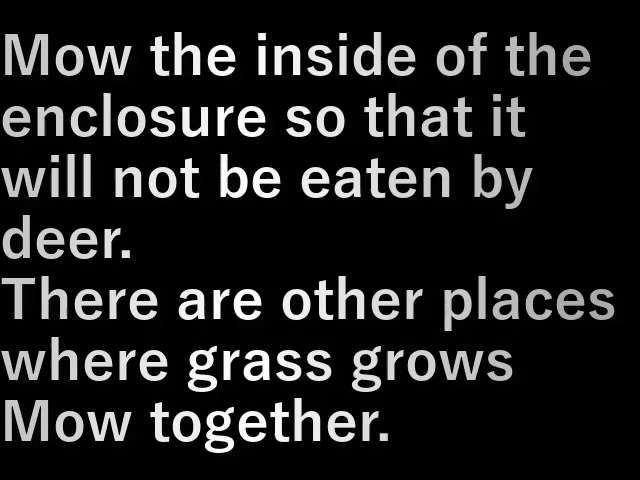 Mow the inside of the
enclosure so that it
will not be eaten by
deer.
There are other places
where grass grows
Mow together.